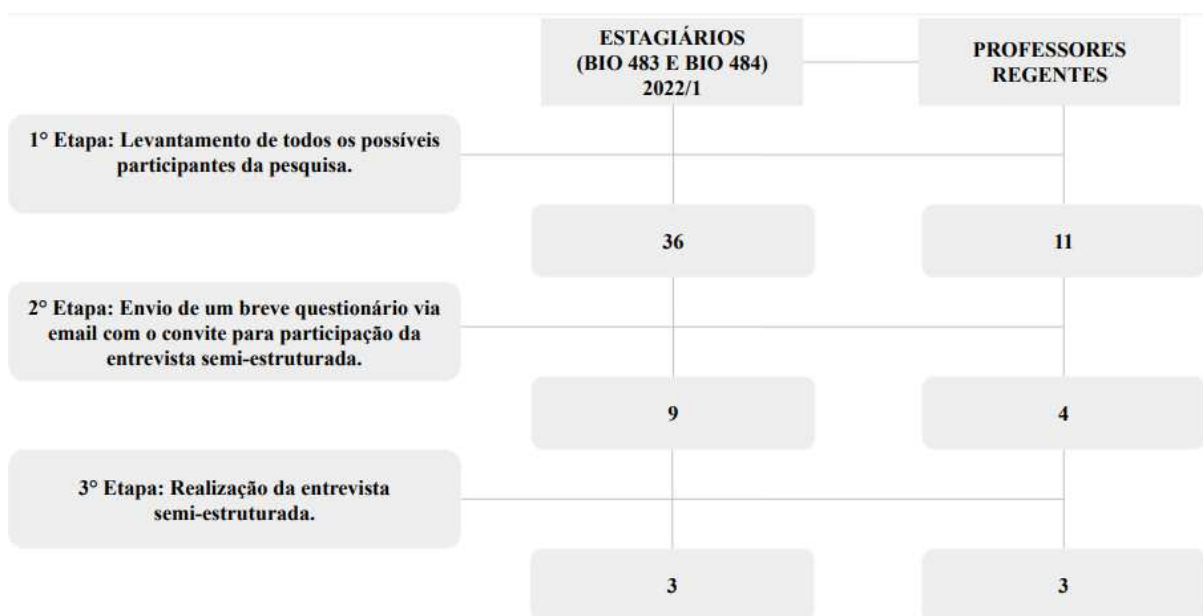 ESTAGIÁRIOS
(BIO 483 E BIO 484)
2022/1
PROFESSORES
REGENTES
1° Etapa: Levantamento de todos os possíveis
participantes da pesquisa.
36
11
2° Etapa: Envio de um breve questionário via
email com o convite para participação da
entrevista semi-estruturada.
9
4
3° Etapa: Realização da entrevista
semi-estruturada.
3
3